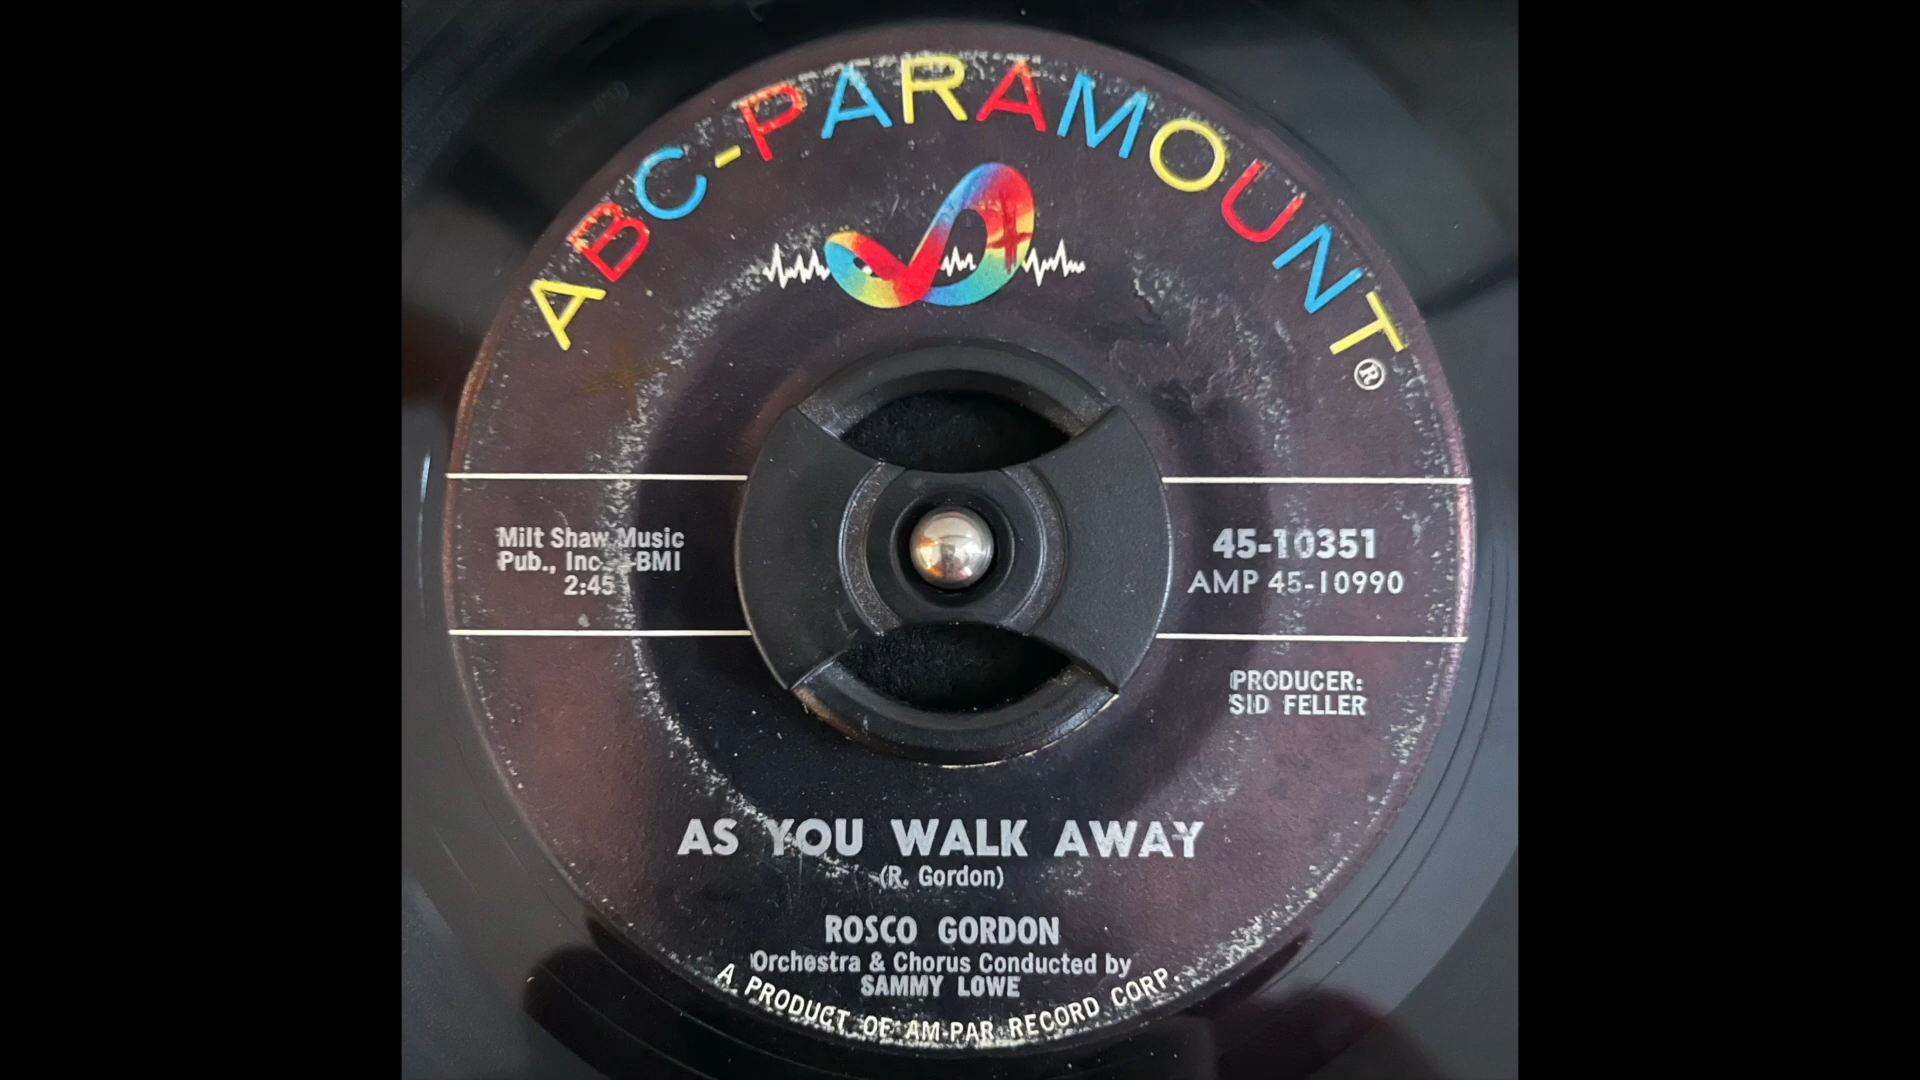 ABC-PARAMOUNT
®
Milt Shaw Music
Pub., Inc.-BMI
2:45
45-10351
AMP 45-10990
PRODUCER:
SID FELLER
AS YOU WALK AWAY
(R. Gordon)
ROSCO GORDON
Orchestra & Chorus Conducted by
SAMMY LOWE
A PRODUCT OF AM-PAR RECORD CORP.